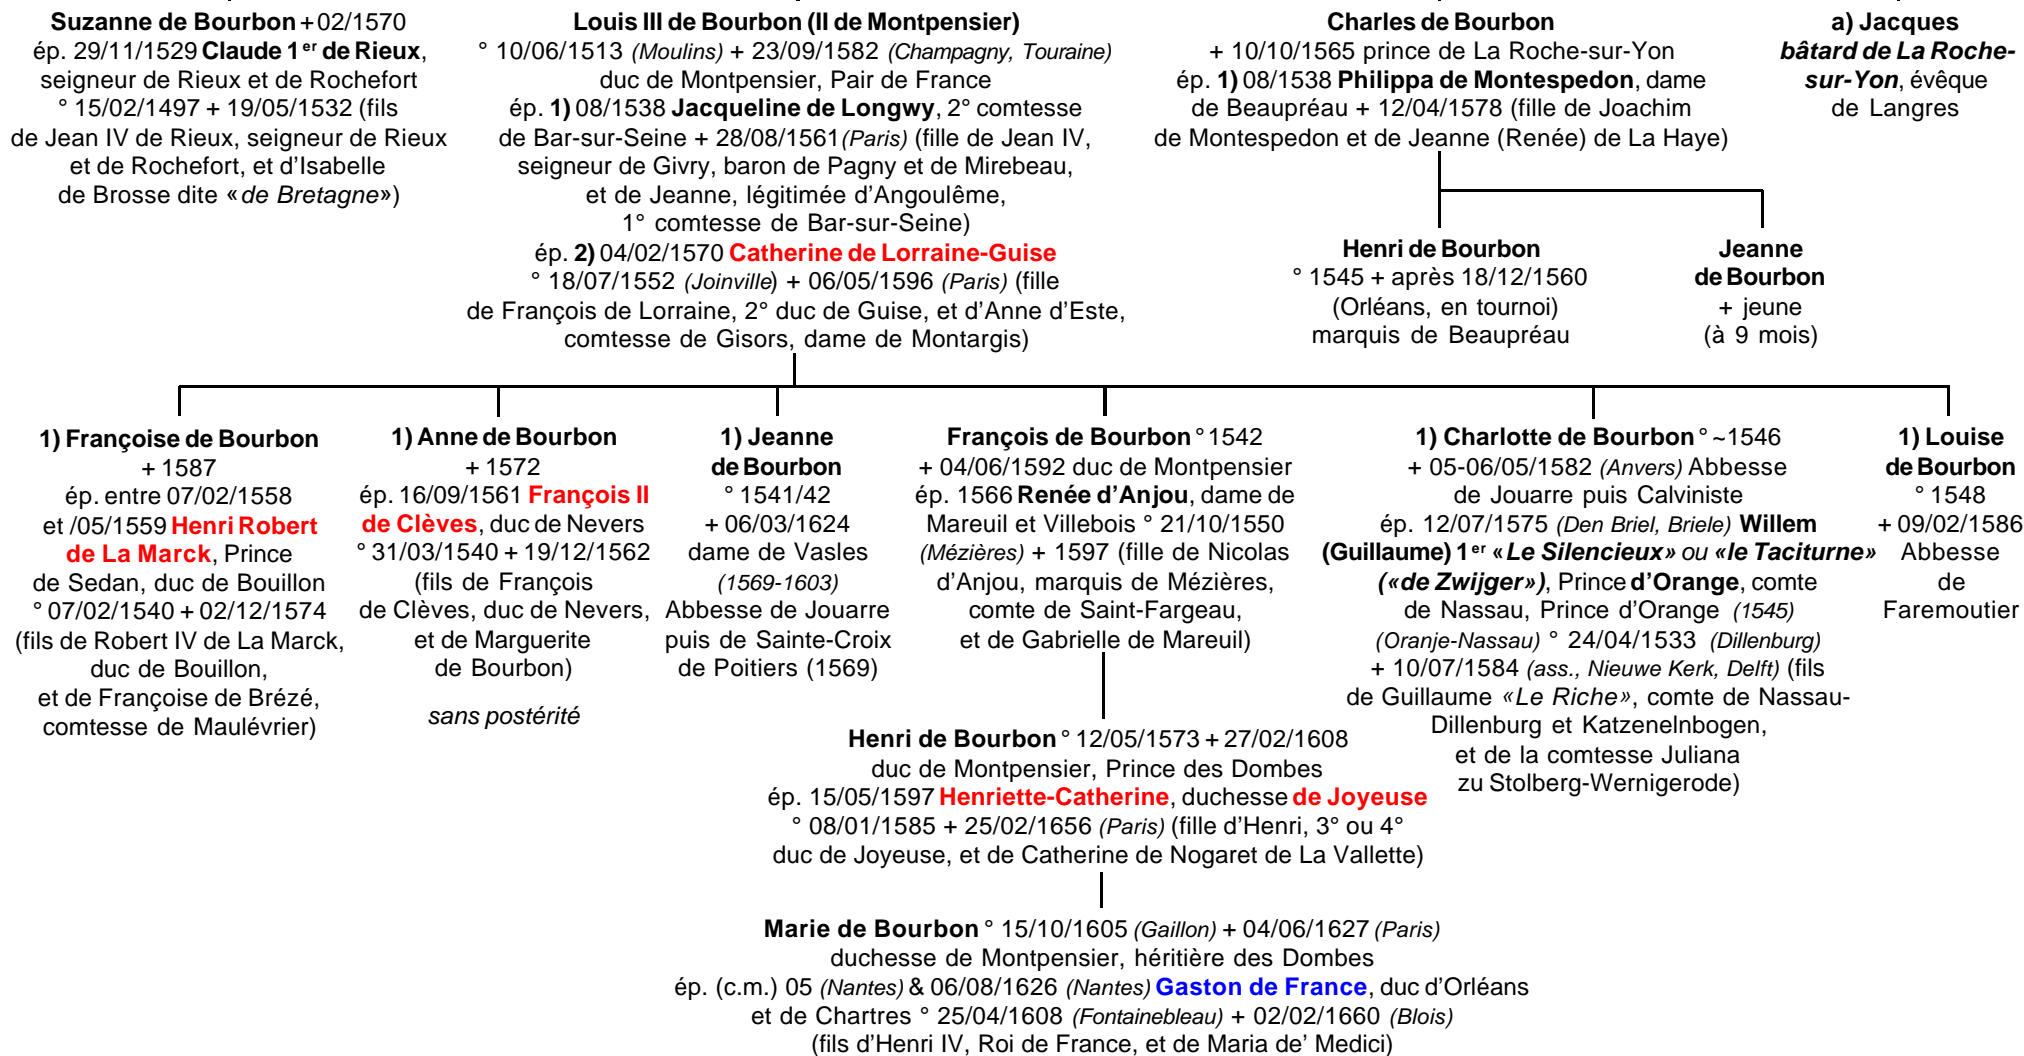 Suzanne de Bourbon + 02/1570
ép. 29/11/1529 Claude 1er de Rieux,
seigneur de Rieux et de Rochefort
° 15/02/1497 + 19/05/1532 (fils
de Jean IV de Rieux, seigneur de Rieux
et de Rochefort, et d’Isabelle
de Brosse dite «de Bretagne»)
Louis III de Bourbon (II de Montpensier)
° 10/06/1513 (Moulins) + 23/09/1582 (Champagny, Touraine)
duc de Montpensier, Pair de France
ép. 1) 08/1538 Jacqueline de Longwy, 2° comtesse
de Bar-sur-Seine + 28/08/1561 (Paris) (fille de Jean IV,
seigneur de Givry, baron de Pagny et de Mirebeau,
et de Jeanne, légitimée d’Angoulême,
1° comtesse de Bar-sur-Seine)
ép. 2) 04/02/1570 Catherine de Lorraine-Guise
° 18/07/1552 (Joinville) + 06/05/1596 (Paris) (fille
de François de Lorraine, 2° duc de Guise, et d’Anne d’Este,
comtesse de Gisors, dame de Montargis)
Charles de Bourbon
+ 10/10/1565 prince de La Roche-sur-Yon
ép. 1) 08/1538 Philippa de Montespedon, dame
de Beaupréau + 12/04/1578 (fille de Joachim
de Montespedon et de Jeanne (Renée) de La Haye)
a) Jacques
bâtard de La Roche-
sur-Yon, évêque
de Langres
Henri de Bourbon
° 1545 + après 18/12/1560
(Orléans, en tournoi)
marquis de Beaupréau
Jeanne
de Bourbon
+ jeune
(à 9 mois)
1) Françoise de Bourbon
+ 1587
ép. entre 07/02/1558
et /05/1559 Henri Robert
de La Marck, Prince
de Sedan, duc de Bouillon
° 07/02/1540 + 02/12/1574
(fils de Robert IV de La Marck,
duc de Bouillon,
et de Françoise de Brézé,
comtesse de Maulévrier)
1) Anne de Bourbon
+ 1572
ép. 16/09/1561 François II
de Clèves, duc de Nevers
° 31/03/1540 + 19/12/1562
(fils de François
de Clèves, duc de Nevers,
et de Marguerite
de Bourbon)
sans postérité
1) Jeanne
de Bourbon
° 1541/42
+ 06/03/1624
dame de Vasles
(1569-1603)
Abbesse de Jouarre
puis de Sainte-Croix
de Poitiers (1569)
François de Bourbon ° 1542
+ 04/06/1592 duc de Montpensier
ép. 1566 Renée d’Anjou, dame de
Mareuil et Villebois ° 21/10/1550
(Mézières) + 1597 (fille de Nicolas
d’Anjou, marquis de Mézières,
comte de Saint-Fargeau,
et de Gabrielle de Mareuil)
1) Charlotte de Bourbon ° ~1546
+ 05-06/05/1582 (Anvers) Abbesse
de Jouarre puis Calviniste
ép. 12/07/1575 (Den Briel, Briele) Willem
(Guillaume) 1er «Le Silencieux» ou «le Taciturne»
(«de Zwijger»), Prince d’Orange, comte
de Nassau, Prince d’Orange (1545)
(Oranje-Nassau) ° 24/04/1533 (Dillenburg)
+ 10/07/1584 (ass., Nieuwe Kerk, Delft) (fils
de Guillaume «Le Riche», comte de Nassau-
Dillenburg et Katzenelnbogen,
et de la comtesse Juliana
zu Stolberg-Wernigerode)
1) Louise
de Bourbon
° 1548
+ 09/02/1586
Abbesse
de
Faremoutier
Henri de Bourbon ° 12/05/1573 + 27/02/1608
duc de Montpensier, Prince des Dombes
ép. 15/05/1597 Henriette-Catherine, duchesse de Joyeuse
° 08/01/1585 + 25/02/1656 (Paris) (fille d’Henri, 3° ou 4°
duc de Joyeuse, et de Catherine de Nogaret de La Vallette)
Marie de Bourbon ° 15/10/1605 (Gaillon) + 04/06/1627 (Paris)
duchesse de Montpensier, héritière des Dombes
ép. (c.m.) 05 (Nantes) & 06/08/1626 (Nantes) Gaston de France, duc d’Orléans
et de Chartres ° 25/04/1608 (Fontainebleau) + 02/02/1660 (Blois)
(fils d’Henri IV, Roi de France, et de Maria de’ Medici)